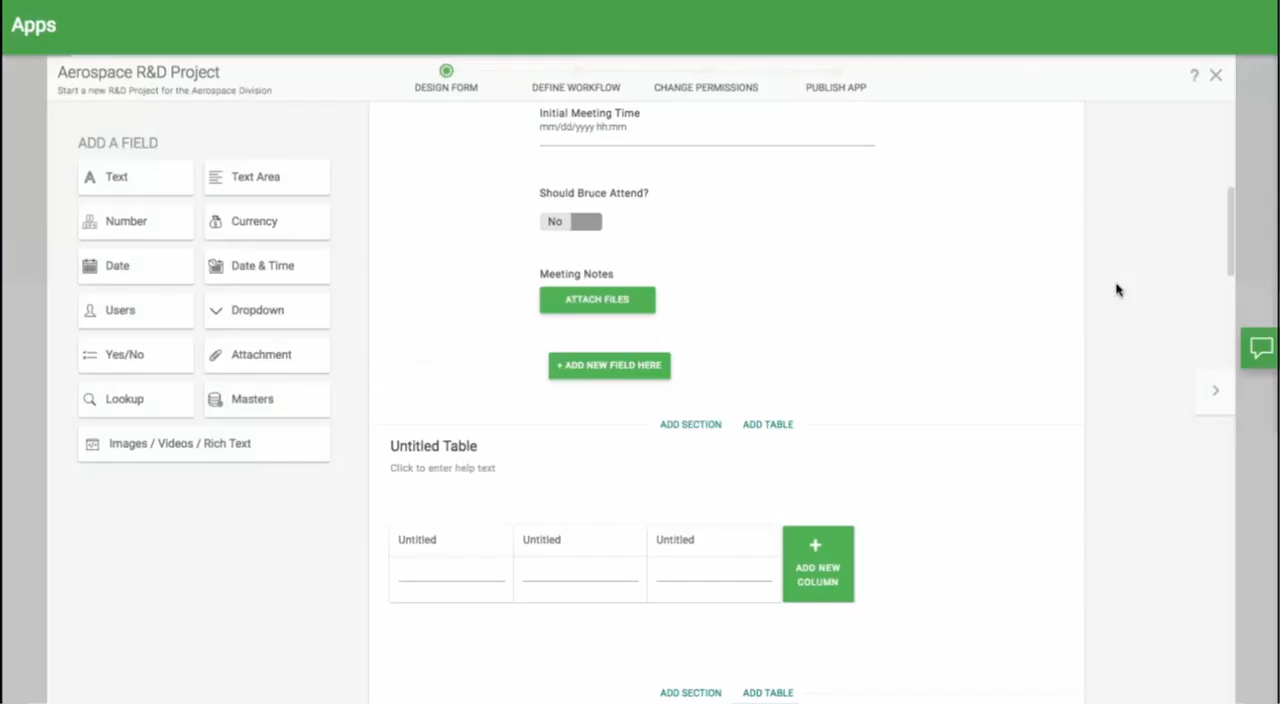 Apps
Aerospace R&D Project
Start a new R&D Project for the Aerospace Division
DESIGN FORM
DEFINE WORKFLOW
CHANGE PERMISSIONS
PUBLISH APP
?
ADD A FIELD
Text
Text Area
Number
Currency
Date
Date & Time
Users
Dropdown
Yes/No
Attachment
Lookup
Masters
Images / Videos / Rich Text
Initial Meeting Time
mm/dd/yyyy hh:mm
Should Bruce Attend?
No
Meeting Notes
ATTACH FILES
+ ADD NEW FIELD HERE
ADD SECTION ADD TABLE
Untitled Table
Click to enter help text
Untitled Untitled Untitled
+
ADD NEW
COLUMN
ADD SECTION ADD TABLE